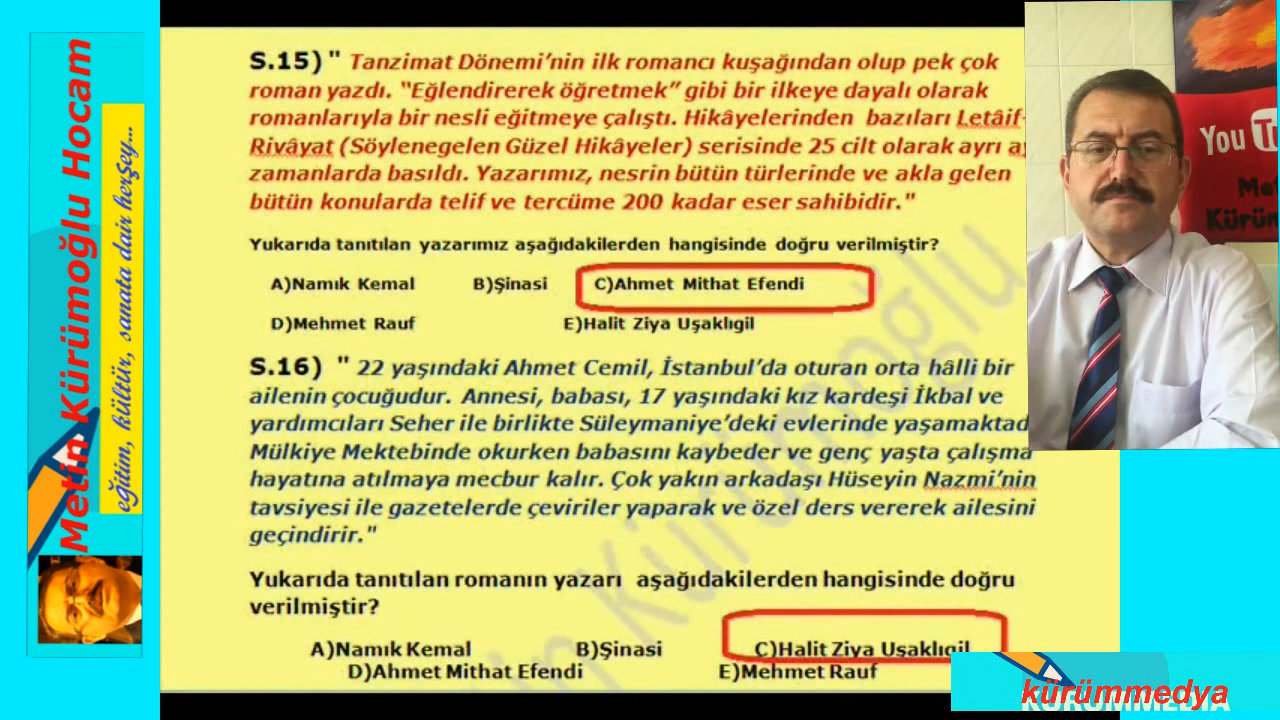 Metin Kürümoğlu Hocam
eğitim, kültür, sanata dair herşey...
S.15) " Tanzimat Dönemi’nin ilk romancı kuşağından olup pek çok
roman yazdı. “Eğlendirerek öğretmek” gibi bir ilkeye dayalı olarak
romanlarıyla bir nesli eğitmeye çalıştı. Hikâyelerinden bazıları Letâif-
Rivâyat (Söylenegelen Güzel Hikâyeler) serisinde 25 cilt olarak ayrı
zamanlarda basıldı. Yazarımız, nesrin bütün türlerinde ve akla gelen
bütün konularda telif ve tercüme 200 kadar eser sahibidir."
Yukarıda tanıtılan yazarımız aşağıdakilerden hangisinde doğru verilmiştir?
A)Namık Kemal B)Şinasi C)Ahmet Mithat Efendi
D)Mehmet Rauf E)Halit Ziya Uşaklıgil
S.16) " 22 yaşındaki Ahmet Cemil, İstanbul’da oturan orta hâlli bir
ailenin çocuğudur. Annesi, babası, 17 yaşındaki kız kardeşi İkbal ve
yardımcıları Seher ile birlikte Süleymaniye’deki evlerinde yaşamaktad
Mülkiye Mektebinde okurken babasını kaybeder ve genç yaşta çalışma
hayatına atılmaya mecbur kalır. Çok yakın arkadaşı Hüseyin Nazmi’nin
tavsiyesi ile gazetelerde çeviriler yaparak ve özel ders vererek ailesini
geçindirir."
Yukarıda tanıtılan romanın yazarı aşağıdakilerden hangisinde doğru
verilmiştir?
A)Namık Kemal B)Şinasi C)Halit Ziya Uşaklıgil
D)Ahmet Mithat Efendi E)Mehmet Rauf
Kürümoğlu
You T
Met
Kürüm
kürümmedya
KÜRÜMMEDIA